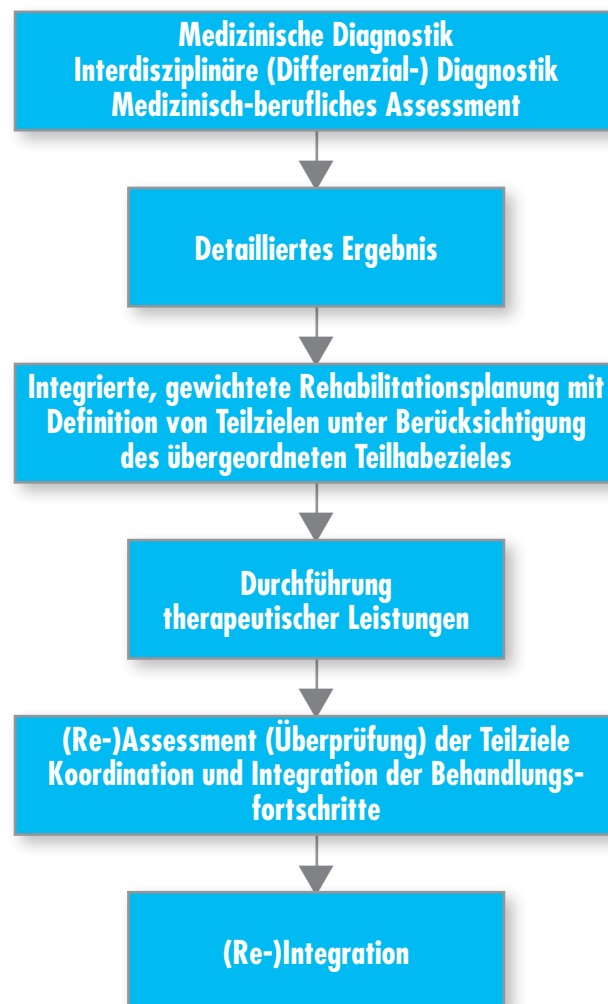 Medizinische Diagnostik
Interdisziplinäre (Differenzial-) Diagnostik
Medizinisch-berufliches Assessment
Detailliertes Ergebnis
Integrierte, gewichtete Rehabilitationsplanung mit
Definition von Teilzielen unter Berücksichtigung
des übergeordneten Teilhabezieles
Durchführung
therapeutischer Leistungen
(Re-)Assessment (Überprüfung) der Teilziele
Koordination und Integration der Behandlungs-
fortschritte
(Re-)Integration